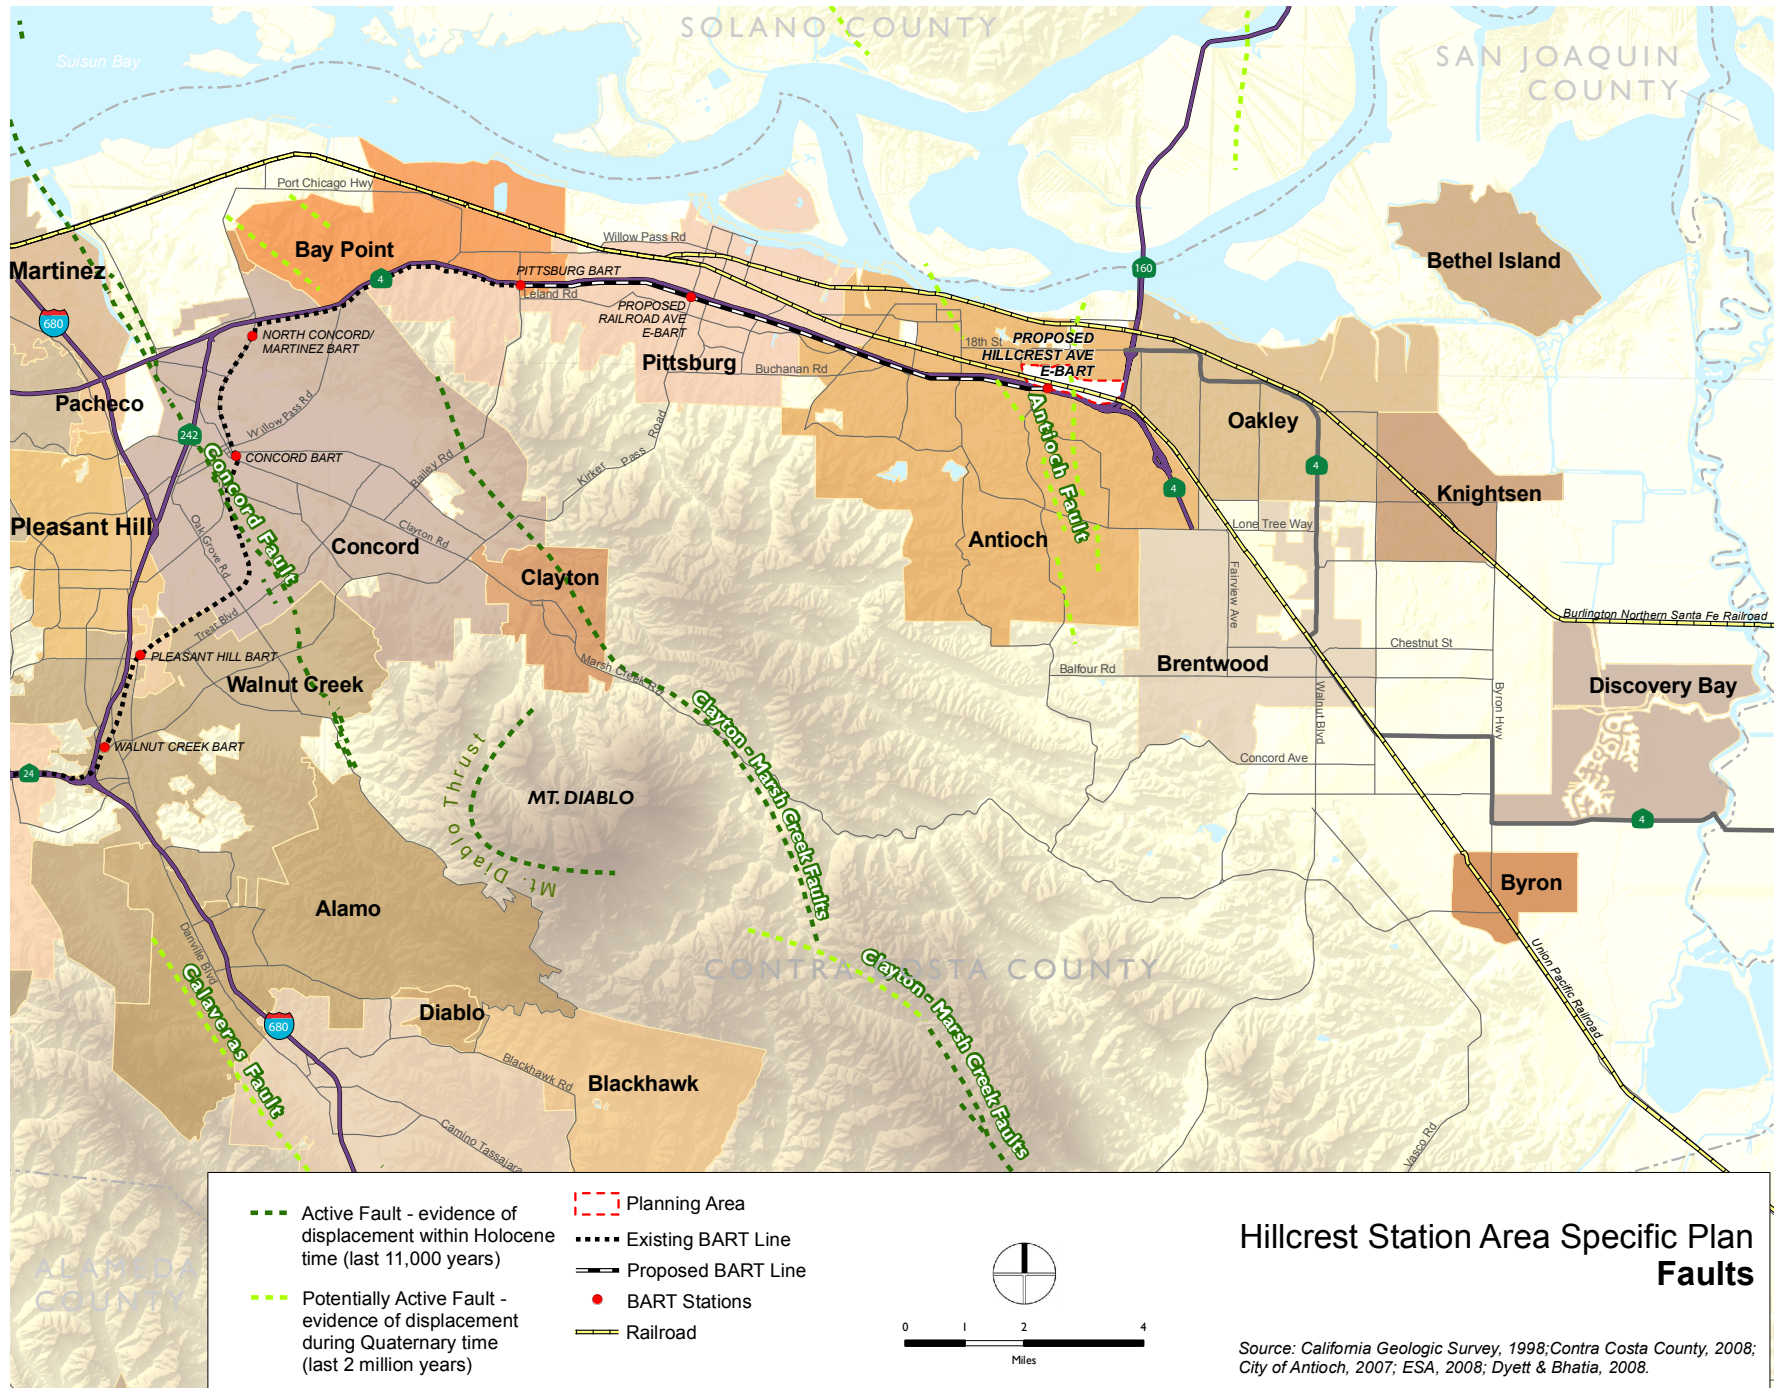 SOLANO COUNTY
SAN JOAQUIN
COUNTY
Suisun Bay
Port Chicago Hwy
Bay Point
Willow Pass Rd
Martinez
PITTSBURG BART
Leland Rd
4
160
Bethel Island
680
PROPOSED
RAILROAD AVE
E-BART
NORTH CONCORD/
MARTINEZ BART
Pittsburg
Buchanan Rd
18th St
PROPOSED
HILLCREST AVE
E-BART
Pacheco
242
Willow Pass Rd
CONCORD BART
Concord Fault
Bailey Rd
Kirker Pass Road
Antioch Fault
Oakley
4
4
Knightsen
Pleasant Hill
Oak Grove Rd
Clayton Rd
Concord
Clayton
Antioch
Lone Tree Way
Fairview Ave
Treat Blvd
PLEASANT HILL BART
Walnut Creek
Marsh Creek Rd
Balfour Rd
Brentwood
Chestnut St
Burlington Northern Santa Fe Railroad
Walnut Blvd
Byron Hwy
Discovery Bay
WALNUT CREEK BART
24
Mt. Diablo Thrust
MT. DIABLO
Clayton - Marsh Creek Faults
Concord Ave
4
Byron
Alamo
Danville Blvd
Calaveras Fault
680
Diablo
CONTRA COSTA COUNTY
Clayton - Marsh Creek Faults
Union Pacific Railroad
Blackhawk Rd
Blackhawk
Camino Tassajara
Vasco Rd
ALAMEDA
COUNTY
Active Fault - evidence of
displacement within Holocene
time (last 11,000 years)
Potentially Active Fault -
evidence of displacement
during Quaternary time
(last 2 million years)
Planning Area
Existing BART Line
Proposed BART Line
BART Stations
Railroad
0 1 2 4
Miles
Hillcrest Station Area Specific Plan
Faults
Source: California Geologic Survey, 1998;Contra Costa County, 2008;
City of Antioch, 2007; ESA, 2008; Dyett & Bhatia, 2008.